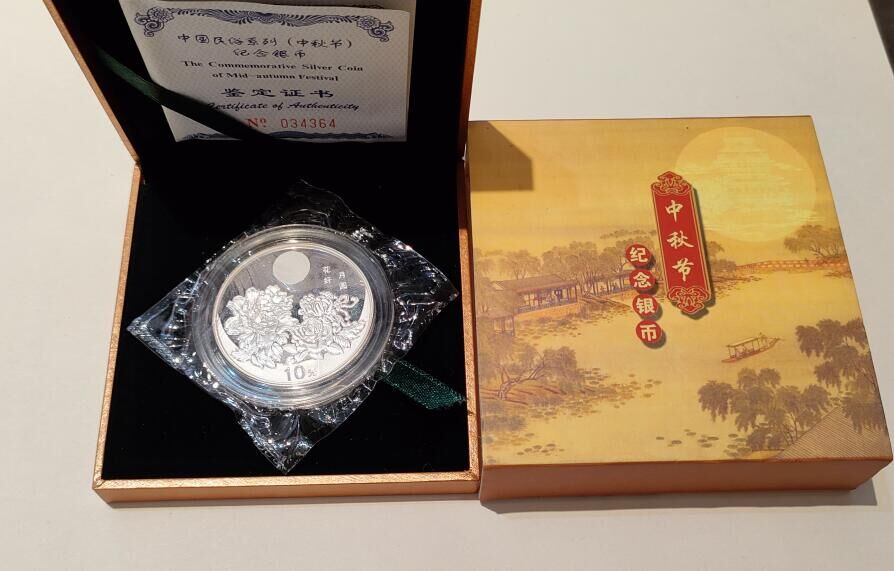 中国民俗系列(中秋节)
纪念银币
The Commemorative Silver Coin
of Mid-autumn Festival
鉴定证书
Certificate of Authenticity
Nº 034364
花好
月圆
10元
中秋节
纪念银币